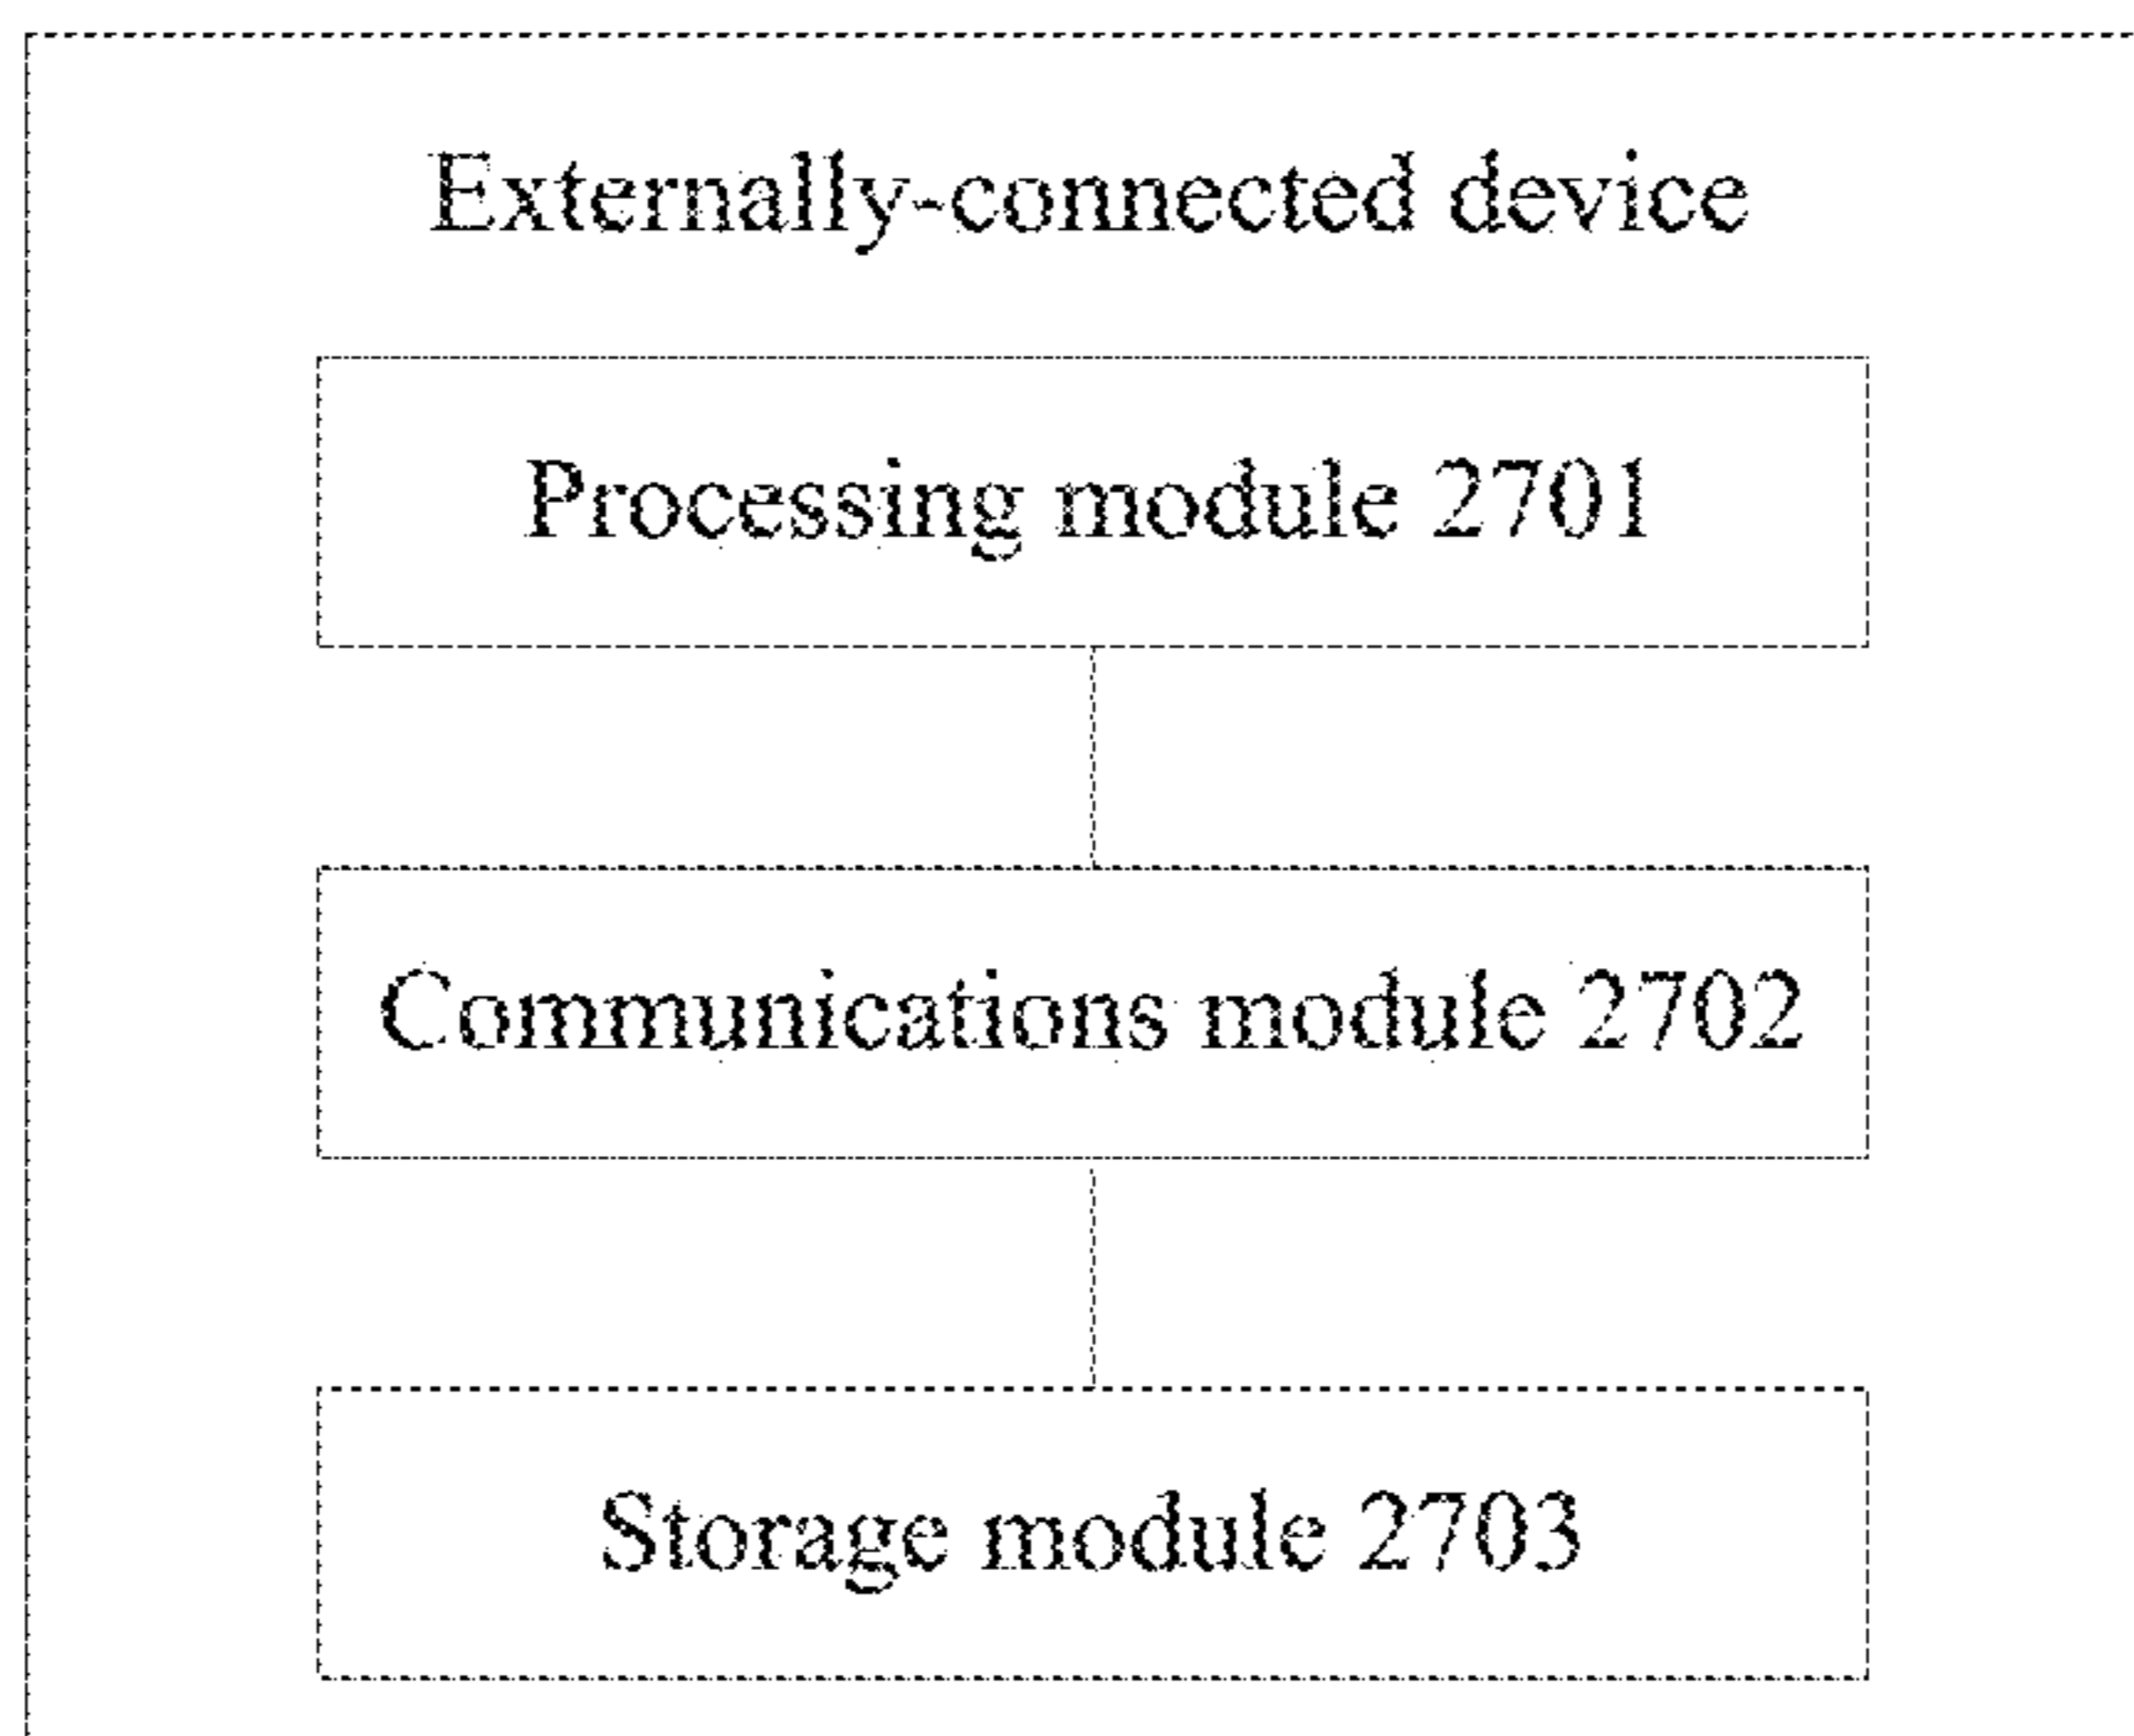 Externally-connected device
Processing module 2701
Communications module 2702
Storage module 2703